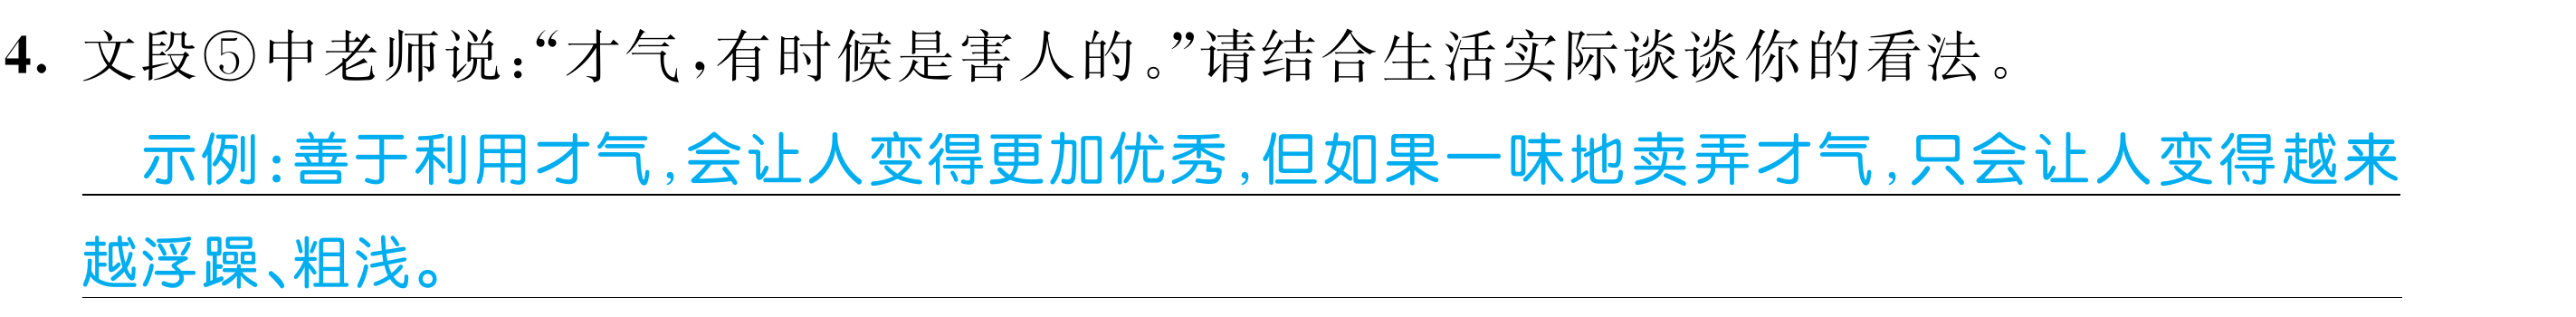 4. 文段⑤中老师说:“才气,有时候是害人的。”请结合生活实际谈谈你的看法。
示例:善于利用才气,会让人变得更加优秀,但如果一味地卖弄才气,只会让人变得越来
越浮躁、粗浅。